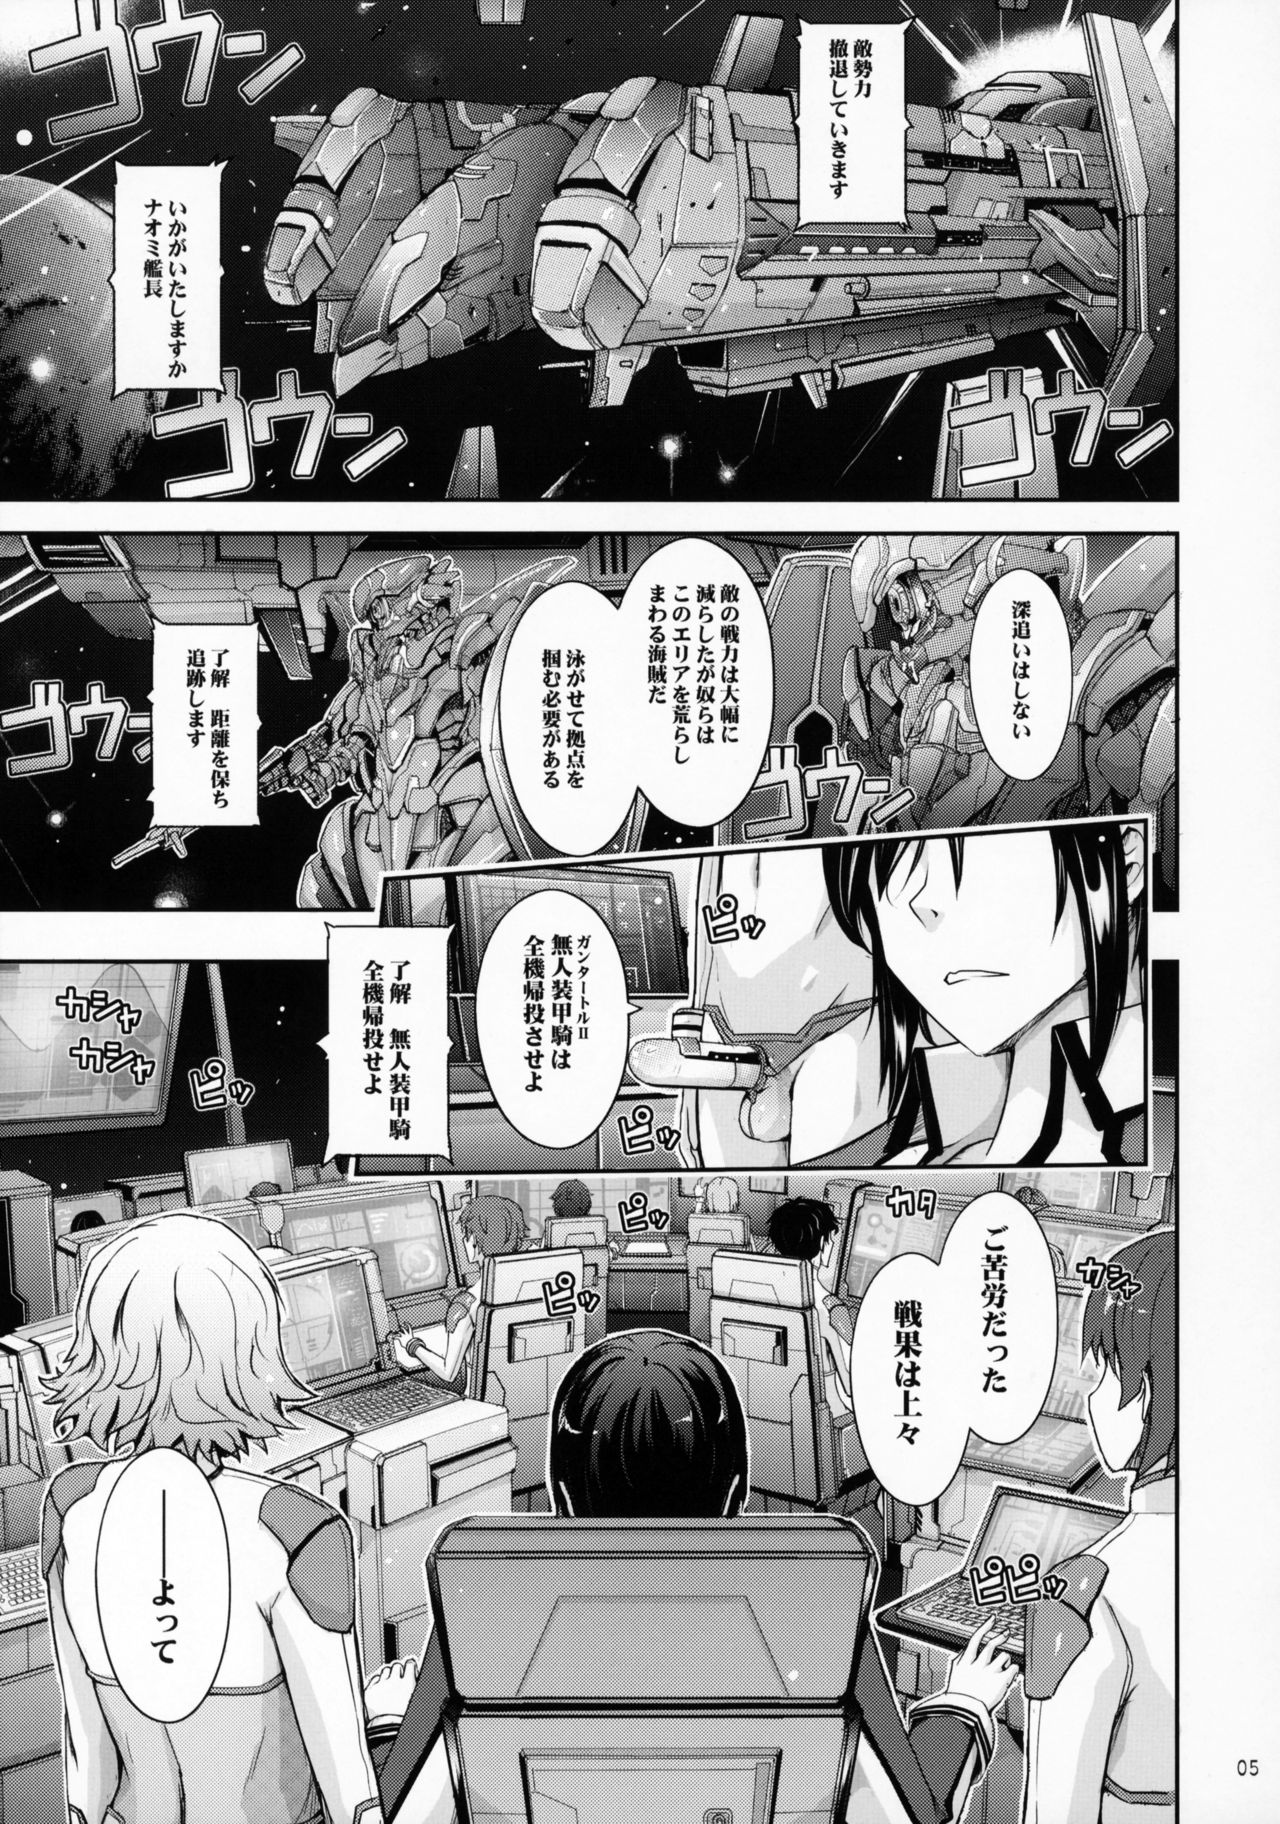 敵勢力
撤退していきます
ゴウン
いかがいたしますか
ナオミ艦長
ゴウン
ゴウン
深追いはしない
敵の戦力は大幅に
減らしたが奴らは
このエリアを荒らし
まわる海賊だ
泳がせて拠点を
掴む必要がある
ゴウン
ゴウン
了解　距離を保ち
追跡します
ピッ
ガンタートルⅡ
無人装甲騎は
全機帰投させよ
ピッ
了解　無人装甲騎
全機帰投せよ
カシャ
カシャ
ピッ
ご苦労だった
戦果は上々
カタ
カシャ
ピッ
ピッ
ピピッ
――よって
05